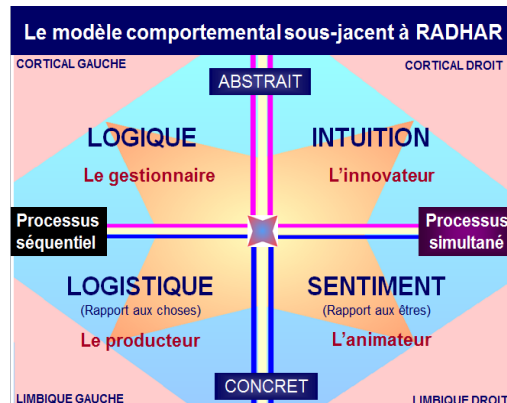 Le modèle comportemental sous-jacent à RADHAR
CORTICAL GAUCHE
CORTICAL DROIT
ABSTRAIT
LOGIQUE
INTUITION
Le gestionnaire
L'innovateur
Processus
séquentiel
Processus
simultané
LOGISTIQUE
SENTIMENT
(Rapport aux choses)
(Rapport aux êtres)
Le producteur
L'animateur
CONCRET
LIMBIQUE GAUCHE
LIMBIQUE DROIT